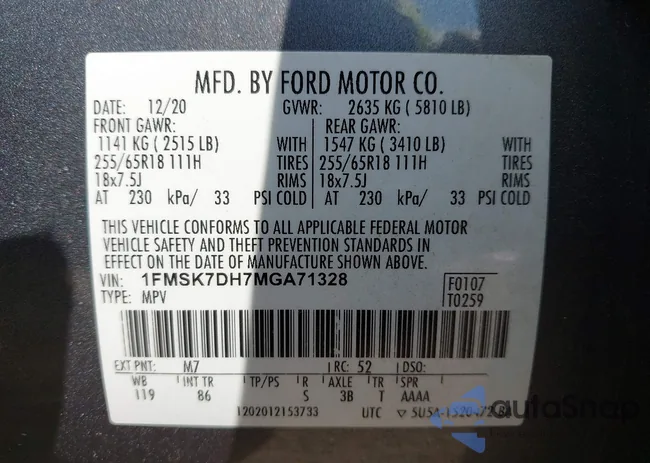 MFD. BY FORD MOTOR CO.
DATE: 12/20 GVWR: 2635 KG ( 5810 LB)
FRONT GAWR: REAR GAWR:
1141 KG ( 2515 LB) WITH 1547 KG ( 3410 LB) WITH
255/65R18 111H TIRES 255/65R18 111H TIRES
18x7.5J RIMS 18x7.5J RIMS
AT 230 kPa/ 33 PSI COLD AT 230 kPa/ 33 PSI COLD
THIS VEHICLE CONFORMS TO ALL APPLICABLE FEDERAL MOTOR
VEHICLE SAFETY AND THEFT PREVENTION STANDARDS IN
EFFECT ON THE DATE OF MANUFACTURE SHOWN ABOVE.
VIN: 1FMSK7DH7MGA71328 F0107
TYPE: MPV T0259
EXT PNT: M7 RC: 52 DSO:
WB INT TR TP/PS R AXLE TR SPR
119 86 S 3B T AAAA
1202012153733 UTC
autoSnap